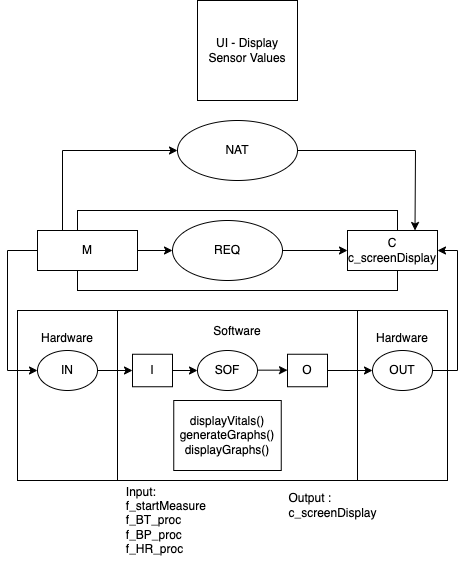 UI - Display
Sensor Values
NAT
M
REQ
C
c_screenDisplay
Hardware
Software
Hardware
IN
I
SOF
O
OUT
displayVitals()
generateGraphs()
displayGraphs()
Input:
f_startMeasure
f_BT_proc
f_BP_proc
f_HR_proc
Output :
c_screenDisplay